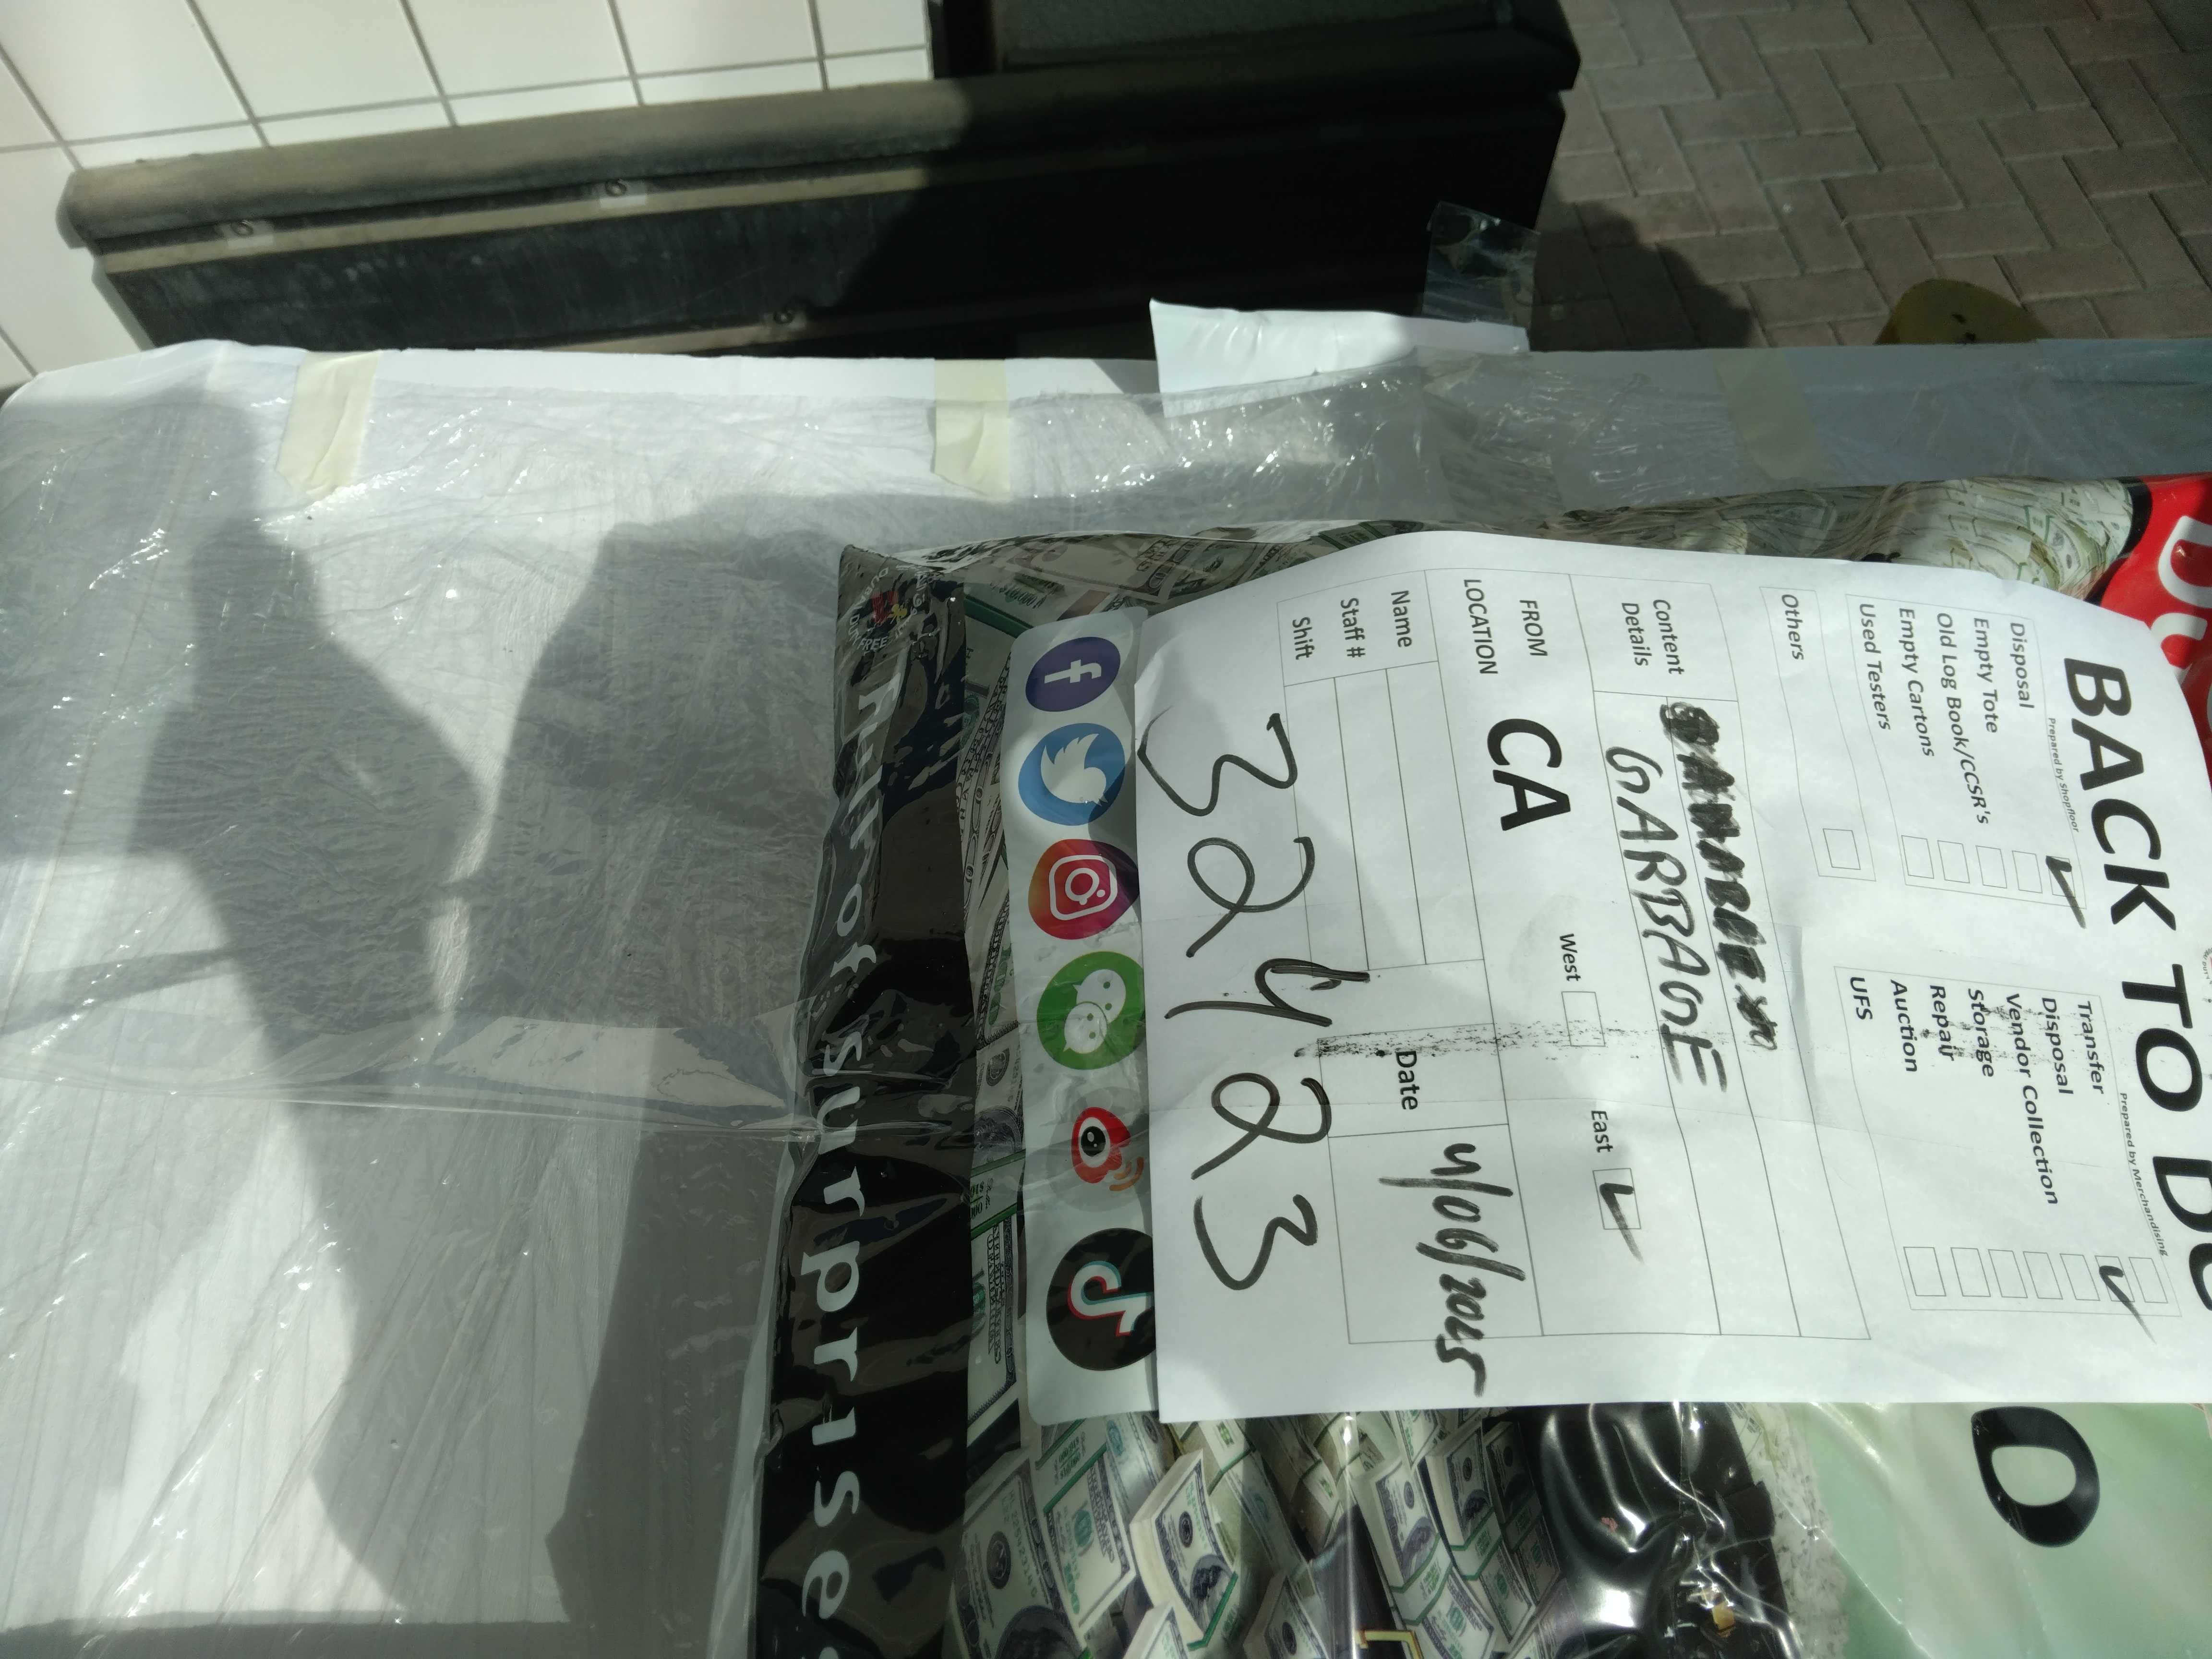 BACK TO D
Prepared by Shopfloor
Disposal
Empty Tote
Old Log Book/CCSR's
Empty Cartons
Used Testers
Others
Prepared by Merchandising
Transfer
Disposal
Vendor Collection
Storage
Repair
Auction
UFS
Content
Details
GARBAGE
FROM
LOCATION
CA
West
East
Name
Staff #
Shift
Date
4/06/2025
32423
full of surprises
DUTY FREE